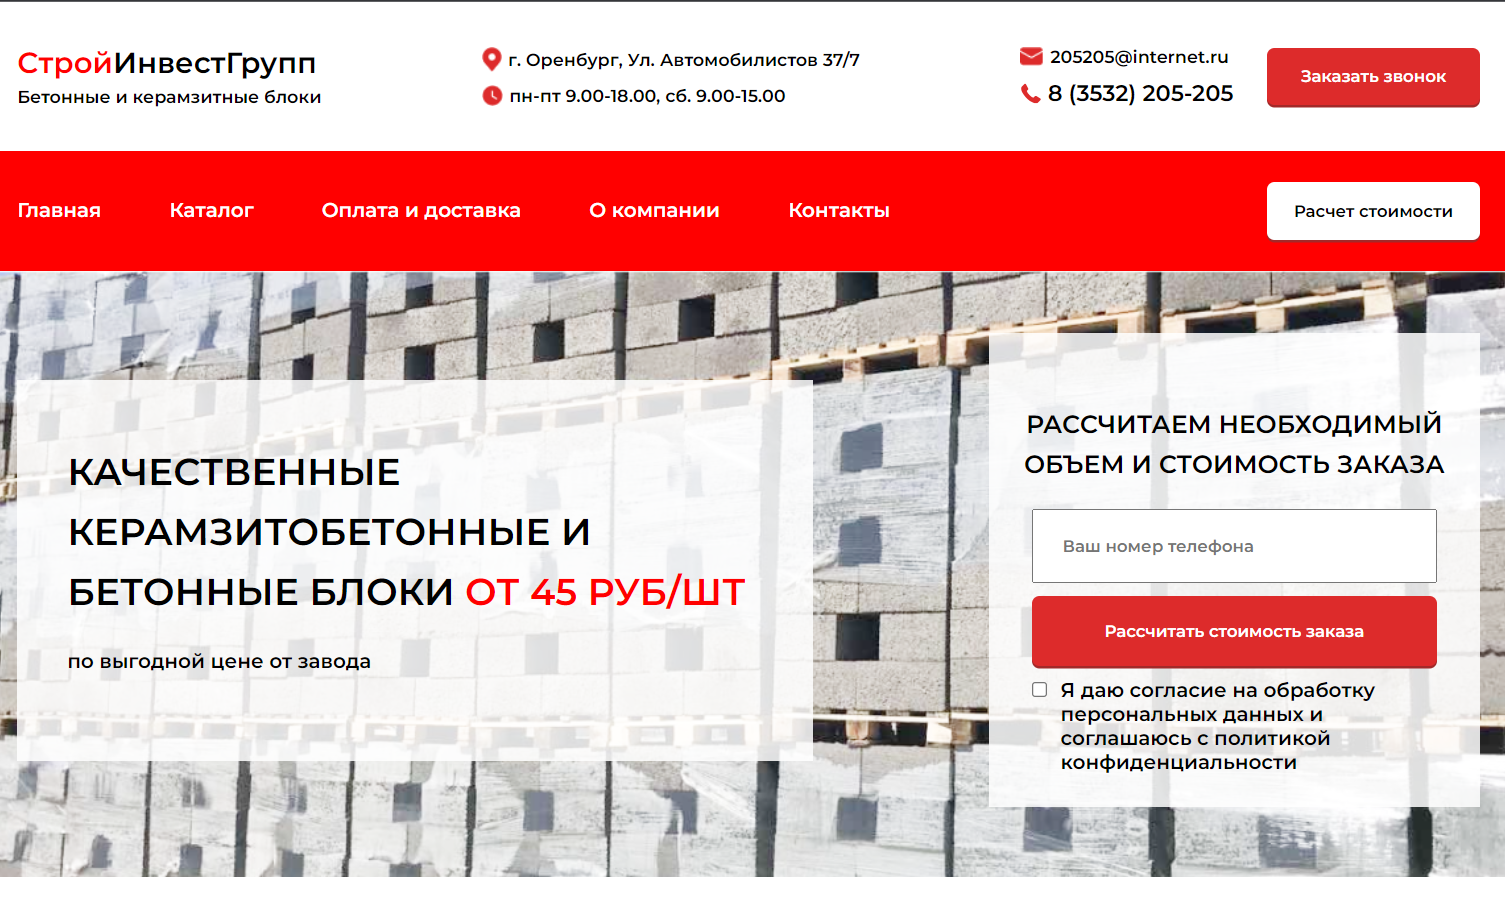 СтройИнвестГрупп
Бетонные и керамзитные блоки
г. Оренбург, Ул. Автомобилистов 37/7
пн-пт 9.00-18.00, сб. 9.00-15.00
205205@internet.ru
8 (3532) 205-205
Заказать звонок
Главная
Каталог
Оплата и доставка
О компании
Контакты
Расчет стоимости
КАЧЕСТВЕННЫЕ
КЕРАМЗИТОБЕТОННЫЕ И
БЕТОННЫЕ БЛОКИ ОТ 45 РУБ/ШТ
по выгодной цене от завода
РАССЧИТАЕМ НЕОБХОДИМЫЙ
ОБЪЕМ И СТОИМОСТЬ ЗАКАЗА
Ваш номер телефона
Рассчитать стоимость заказа
Я даю согласие на обработку
персональных данных и
соглашаюсь с политикой
конфиденциальности